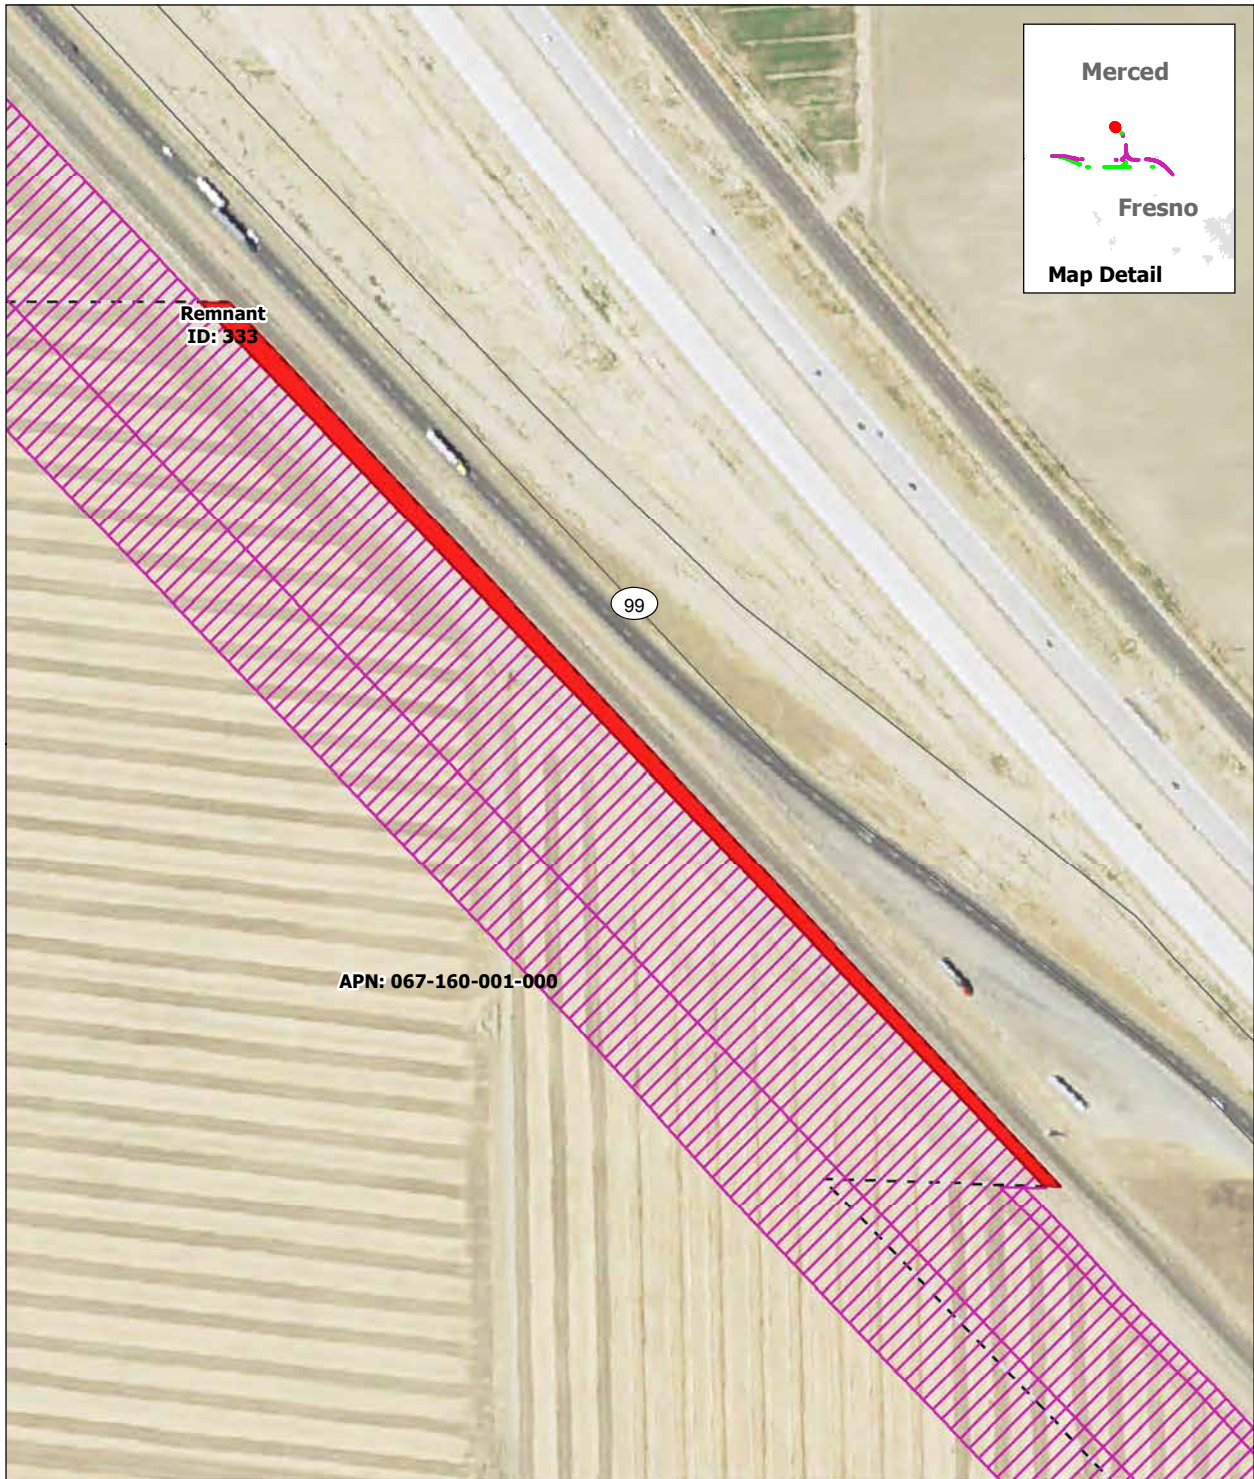 Merced
Fresno
Map Detail
Remnant
ID: 333
99
APN: 067-160-001-000